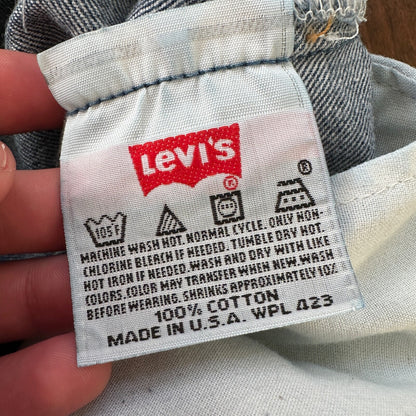 LEVI'S
®
®
105°
MACHINE WASH HOT. NORMAL CYCLE. ONLY NON-
CHLORINE BLEACH IF NEEDED. TUMBLE DRY HOT.
HOT IRON IF NEEDED. WASH AND DRY WITH LIKE
COLORS. COLOR MAY TRANSFER WHEN NEW. WASH
BEFORE WEARING. SHRINKS APPROXIMATELY 10%
100% COTTON
MADE IN U.S.A. WPL 423